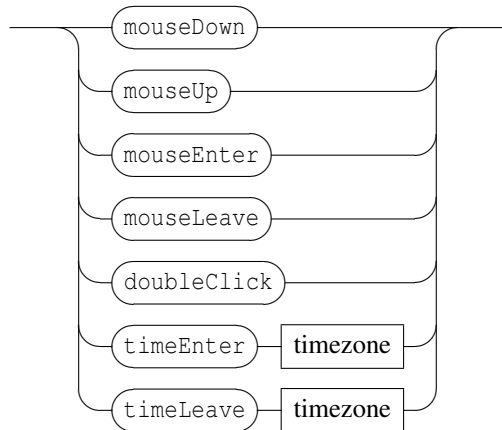 mouseDown
mouseUp
mouseEnter
mouseLeave
doubleClick
timeEnter timezone
timeLeave timezone